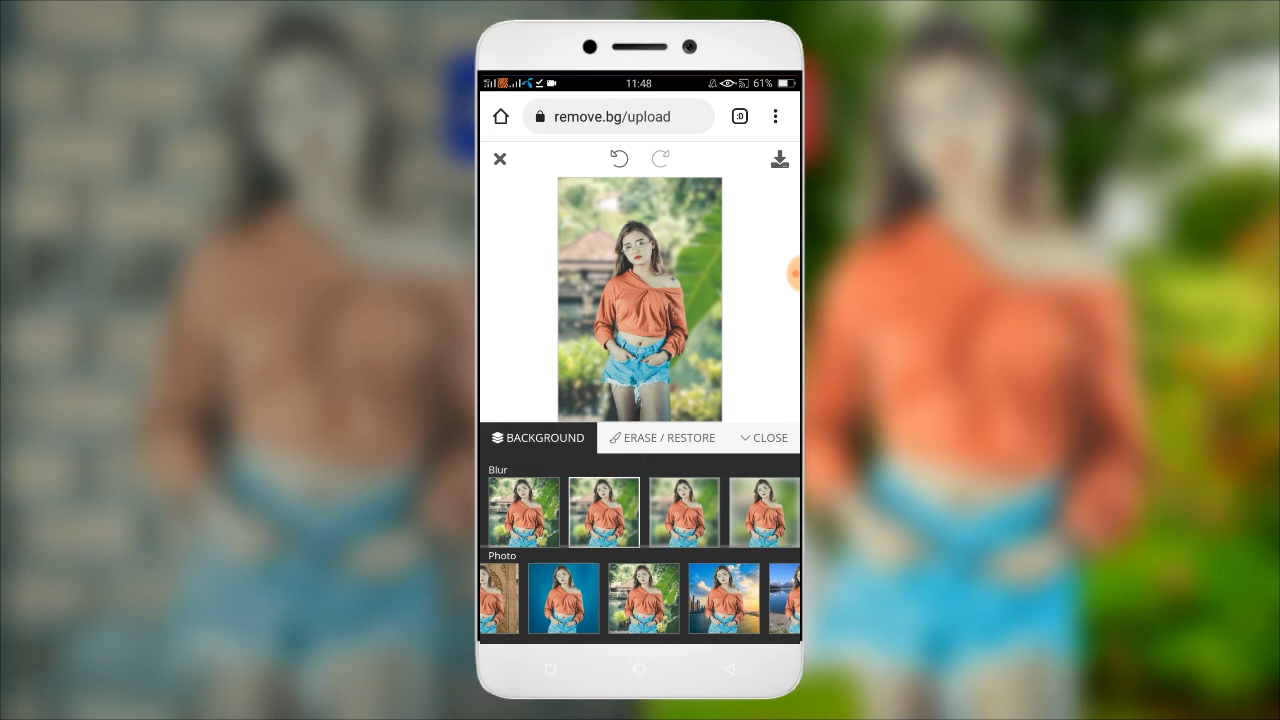 11:48
61%
remove.bg/upload
:D
BACKGROUND
ERASE / RESTORE
CLOSE
Blur
Photo